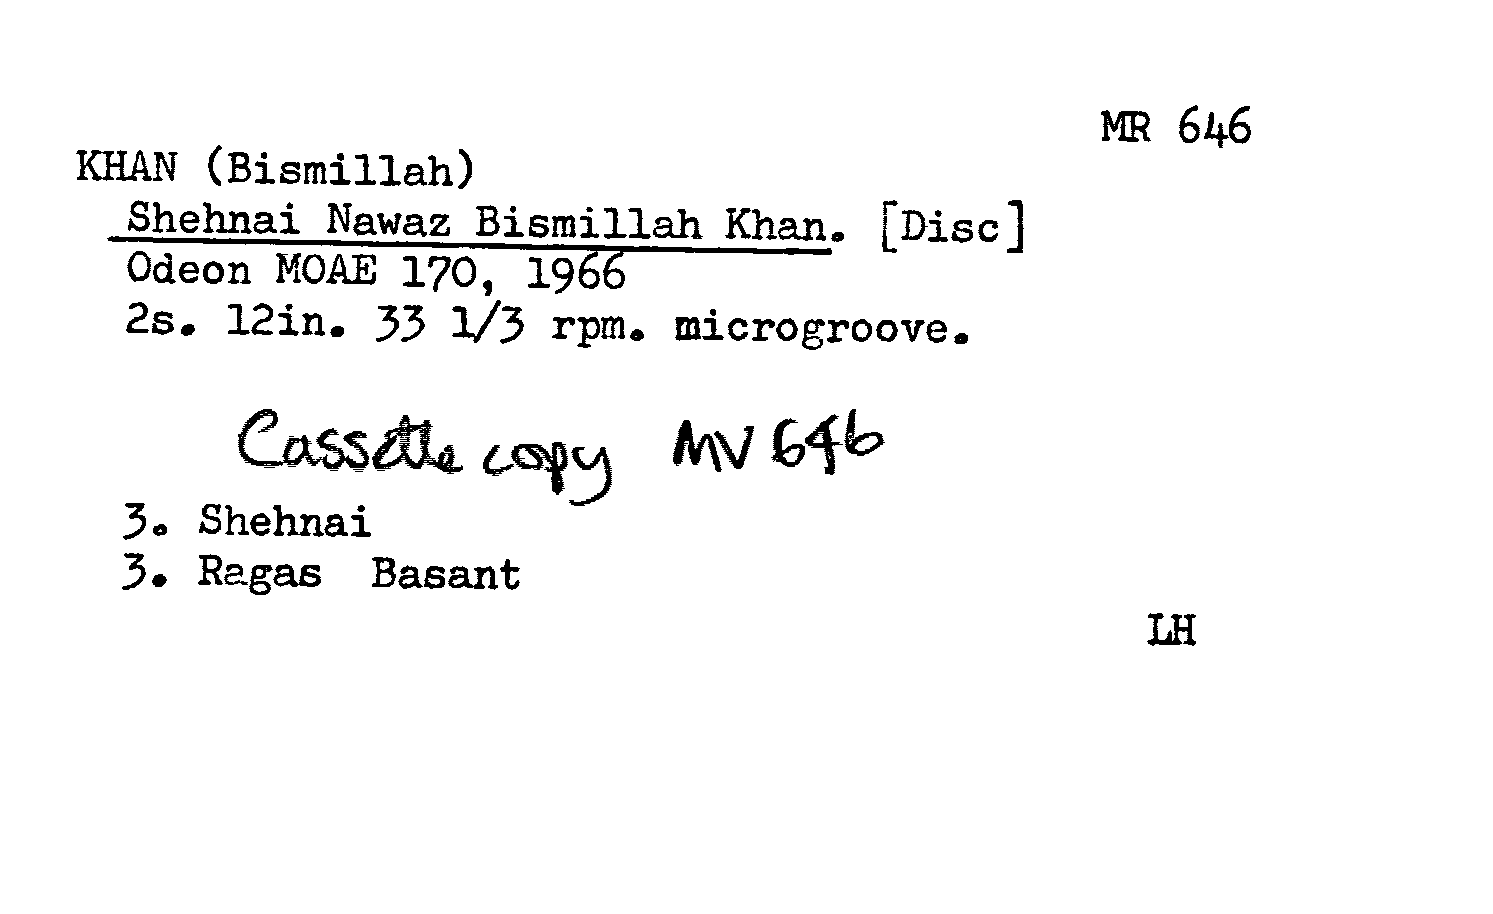 MR 646
KHAN (Bismillah)
Shehnai Nawaz Bismillah Khan. [Disc]
Odeon MOAE 170, 1966
2s. 12in. 33 1/3 rpm. microgroove.
Cassette copy MV 646
3. Shehnai
3. Ragas Basant
LH